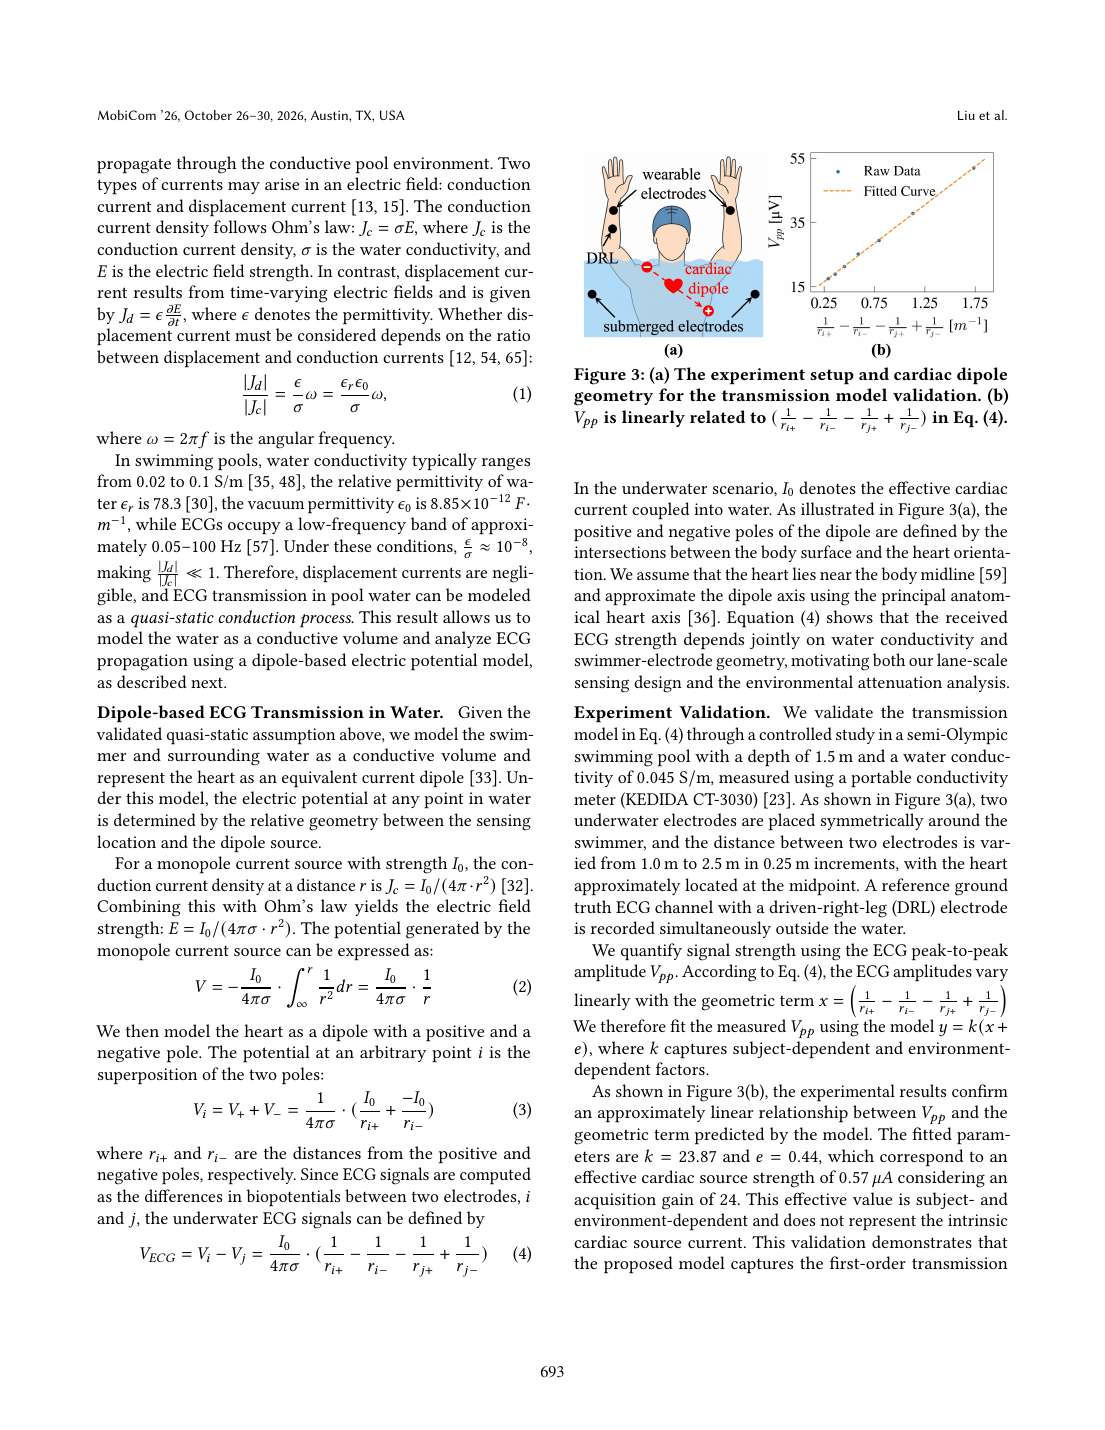 MobiCom ’26, October 26–30, 2026, Austin, TX, USA
Liu et al.
propagate through the conductive pool environment. Two
types of currents may arise in an electric field: conduction
current and displacement current [13, 15]. The conduction
current density follows Ohm’s law: J_c = σE, where J_c is the
conduction current density, σ is the water conductivity, and
E is the electric field strength. In contrast, displacement cur-
rent results from time-varying electric fields and is given
by J_d = ϵ ∂E/∂t, where ϵ denotes the permittivity. Whether dis-
placement current must be considered depends on the ratio
between displacement and conduction currents [12, 54, 65]:
|J_d|/|J_c| = ϵ/σ ω = ϵ_rϵ_0/σ ω, (1)
where ω = 2πf is the angular frequency.
In swimming pools, water conductivity typically ranges
from 0.02 to 0.1 S/m [35, 48], the relative permittivity of wa-
ter ϵ_r is 78.3 [30], the vacuum permittivity ϵ_0 is 8.85×10^−12 F·
m^−1, while ECGs occupy a low-frequency band of approxi-
mately 0.05–100 Hz [57]. Under these conditions, ϵ/σ ≈ 10^−8,
making |J_d|/|J_c| ≪ 1. Therefore, displacement currents are negli-
gible, and ECG transmission in pool water can be modeled
as a quasi-static conduction process. This result allows us to
model the water as a conductive volume and analyze ECG
propagation using a dipole-based electric potential model,
as described next.
Dipole-based ECG Transmission in Water. Given the
validated quasi-static assumption above, we model the swim-
mer and surrounding water as a conductive volume and
represent the heart as an equivalent current dipole [33]. Un-
der this model, the electric potential at any point in water
is determined by the relative geometry between the sensing
location and the dipole source.
For a monopole current source with strength I_0, the con-
duction current density at a distance r is J_c = I_0/(4π·r^2) [32].
Combining this with Ohm’s law yields the electric field
strength: E = I_0/(4πσ · r^2). The potential generated by the
monopole current source can be expressed as:
V = − I_0/4πσ · ∫_∞^r 1/r^2 dr = I_0/4πσ · 1/r (2)
We then model the heart as a dipole with a positive and a
negative pole. The potential at an arbitrary point i is the
superposition of the two poles:
V_i = V_+ + V_− = 1/4πσ · (I_0/r_i+ + −I_0/r_i−) (3)
where r_i+ and r_i− are the distances from the positive and
negative poles, respectively. Since ECG signals are computed
as the differences in biopotentials between two electrodes, i
and j, the underwater ECG signals can be defined by
V_ECG = V_i − V_j = I_0/4πσ · (1/r_i+ − 1/r_i− − 1/r_j+ + 1/r_j−) (4)
wearable
electrodes
DRL
cardiac
dipole
submerged electrodes
(a)
V_pp [μV]
55
35
15
Raw Data
Fitted Curve
0.25 0.75 1.25 1.75
1/r_i+ − 1/r_i− − 1/r_j+ + 1/r_j− [m^−1]
(b)
Figure 3: (a) The experiment setup and cardiac dipole
geometry for the transmission model validation. (b)
V_pp is linearly related to (1/r_i+ − 1/r_i− − 1/r_j+ + 1/r_j−) in Eq. (4).
In the underwater scenario, I_0 denotes the effective cardiac
current coupled into water. As illustrated in Figure 3(a), the
positive and negative poles of the dipole are defined by the
intersections between the body surface and the heart orienta-
tion. We assume that the heart lies near the body midline [59]
and approximate the dipole axis using the principal anatom-
ical heart axis [36]. Equation (4) shows that the received
ECG strength depends jointly on water conductivity and
swimmer-electrode geometry, motivating both our lane-scale
sensing design and the environmental attenuation analysis.
Experiment Validation. We validate the transmission
model in Eq. (4) through a controlled study in a semi-Olympic
swimming pool with a depth of 1.5 m and a water conduc-
tivity of 0.045 S/m, measured using a portable conductivity
meter (KEDIDA CT-3030) [23]. As shown in Figure 3(a), two
underwater electrodes are placed symmetrically around the
swimmer, and the distance between two electrodes is var-
ied from 1.0 m to 2.5 m in 0.25 m increments, with the heart
approximately located at the midpoint. A reference ground
truth ECG channel with a driven-right-leg (DRL) electrode
is recorded simultaneously outside the water.
We quantify signal strength using the ECG peak-to-peak
amplitude V_pp. According to Eq. (4), the ECG amplitudes vary
linearly with the geometric term x = (1/r_i+ − 1/r_i− − 1/r_j+ + 1/r_j−)
We therefore fit the measured V_pp using the model y = k(x +
e), where k captures subject-dependent and environment-
dependent factors.
As shown in Figure 3(b), the experimental results confirm
an approximately linear relationship between V_pp and the
geometric term predicted by the model. The fitted param-
eters are k = 23.87 and e = 0.44, which correspond to an
effective cardiac source strength of 0.57 μA considering an
acquisition gain of 24. This effective value is subject- and
environment-dependent and does not represent the intrinsic
cardiac source current. This validation demonstrates that
the proposed model captures the first-order transmission
693